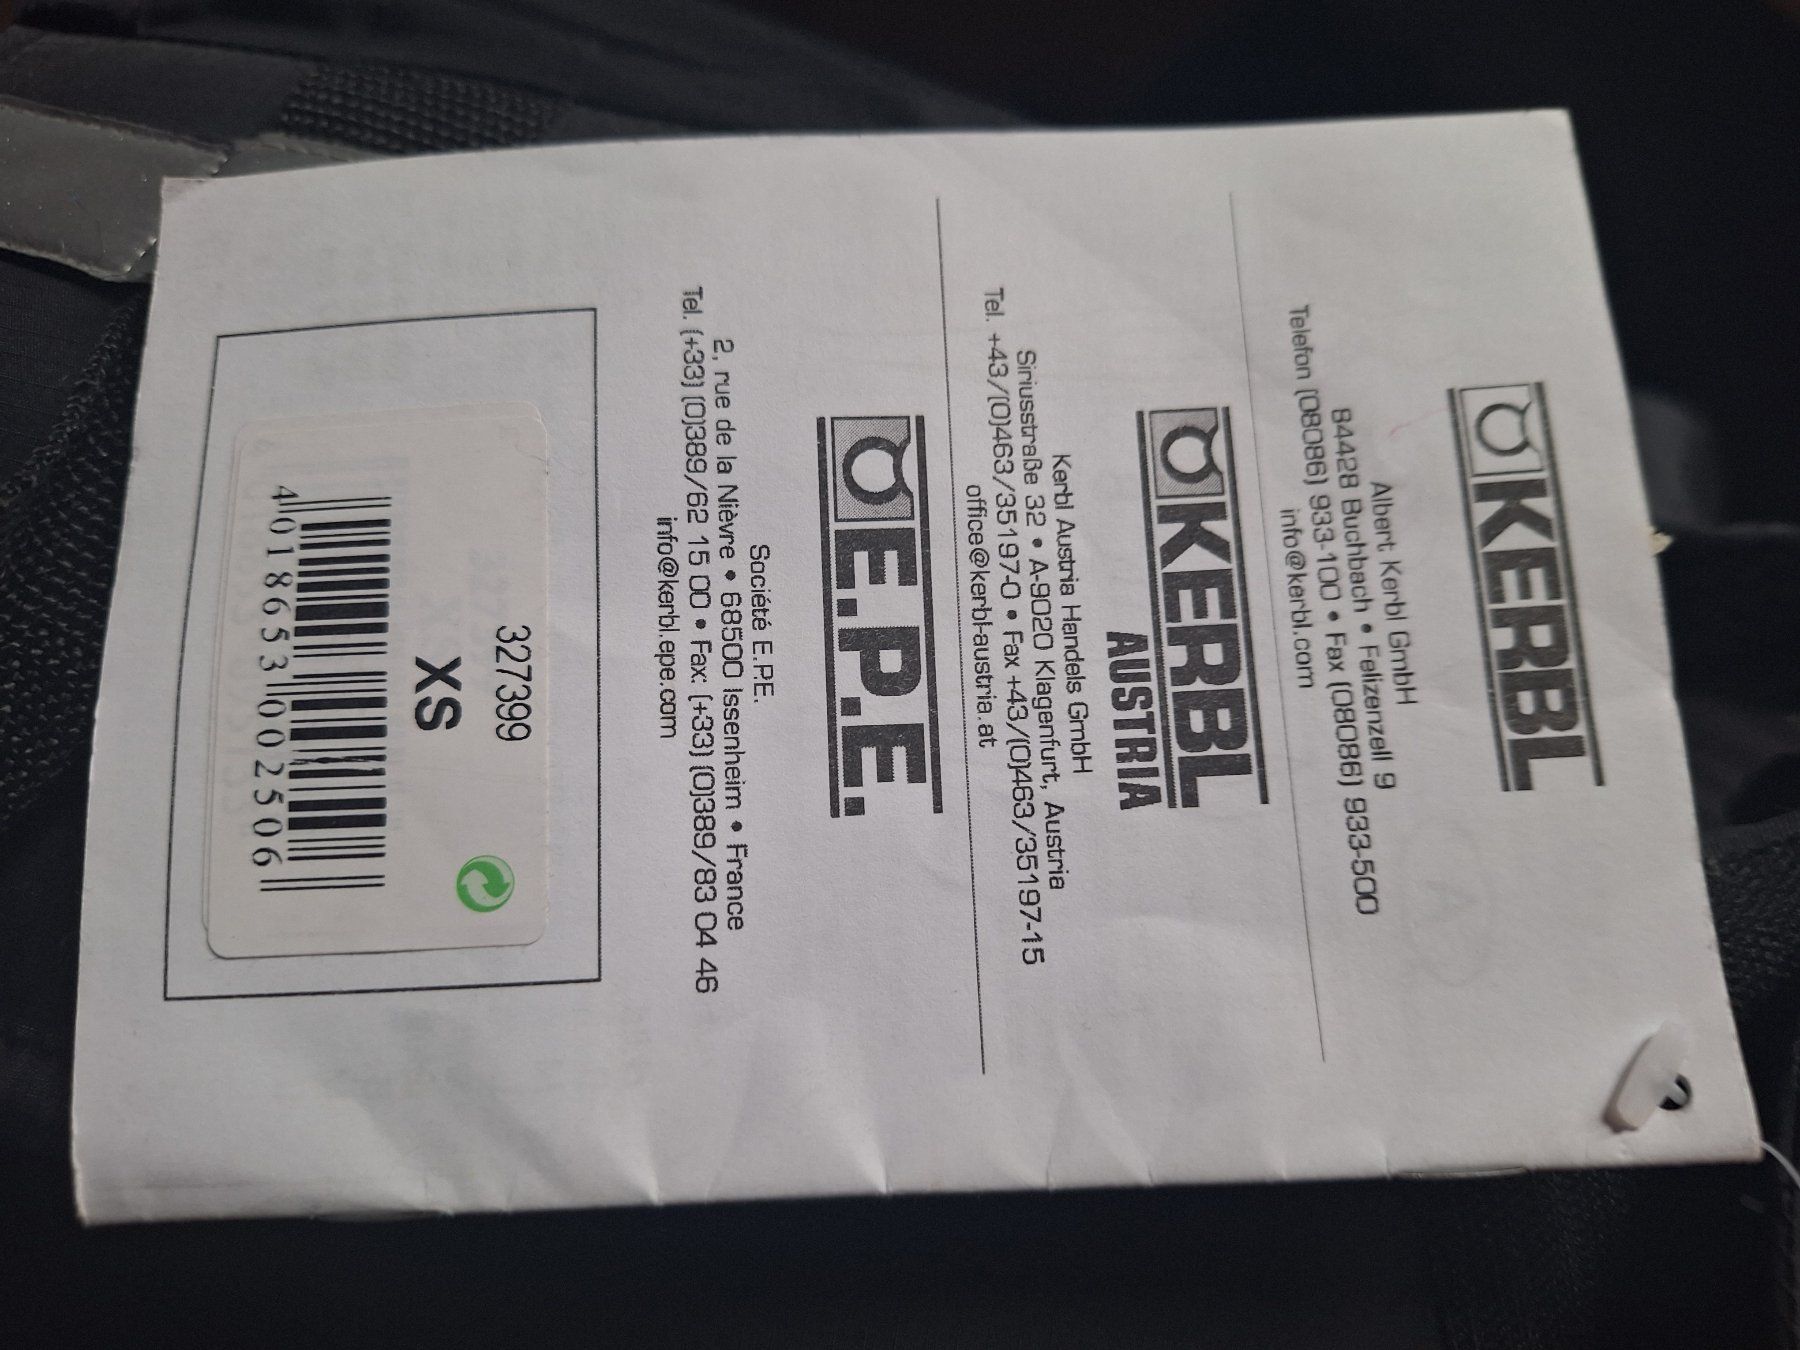 KERBL
Albert Kerbl GmbH
84428 Buchbach • Felizenzell 9
Telefon (08086) 933-100 • Fax (08086) 933-500
info@kerbl.com
KERBL
AUSTRIA
Kerbl Austria Handels GmbH
Siriusstraße 32 • A-9020 Klagenfurt, Austria
Tel. +43/(0)463/35197-0 • Fax +43/(0)463/35197-15
office@kerbl-austria.at
E.P.E.
Société E.P.E.
2, rue de la Nièvre • 68500 Issenheim • France
Tel. (+33) (0)389/62 15 00 • Fax: (+33) (0)389/83 04 46
info@kerbl.epe.com
327399
XS
4 018653 002506